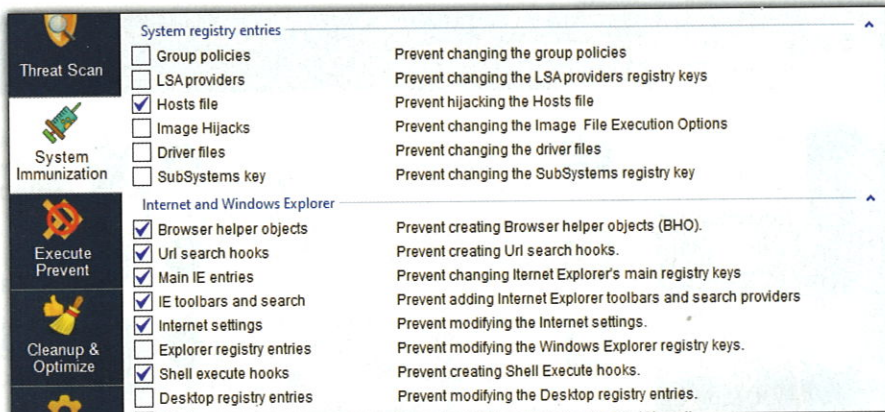 Threat Scan
System
Immunization
Execute
Prevent
Cleanup &
Optimize
System registry entries
Group policies Prevent changing the group policies
LSA providers Prevent changing the LSA providers registry keys
Hosts file Prevent hijacking the Hosts file
Image Hijacks Prevent changing the Image File Execution Options
Driver files Prevent changing the driver files
SubSystems key Prevent changing the SubSystems registry key
Internet and Windows Explorer
Browser helper objects Prevent creating Browser helper objects (BHO).
Url search hooks Prevent creating Url search hooks.
Main IE entries Prevent changing Iternet Explorer's main registry keys
IE toolbars and search Prevent adding Internet Explorer toolbars and search providers
Internet settings Prevent modifying the Internet settings.
Explorer registry entries Prevent modifying the Windows Explorer registry keys.
Shell execute hooks Prevent creating Shell Execute hooks.
Desktop registry entries Prevent modifying the Desktop registry entries.